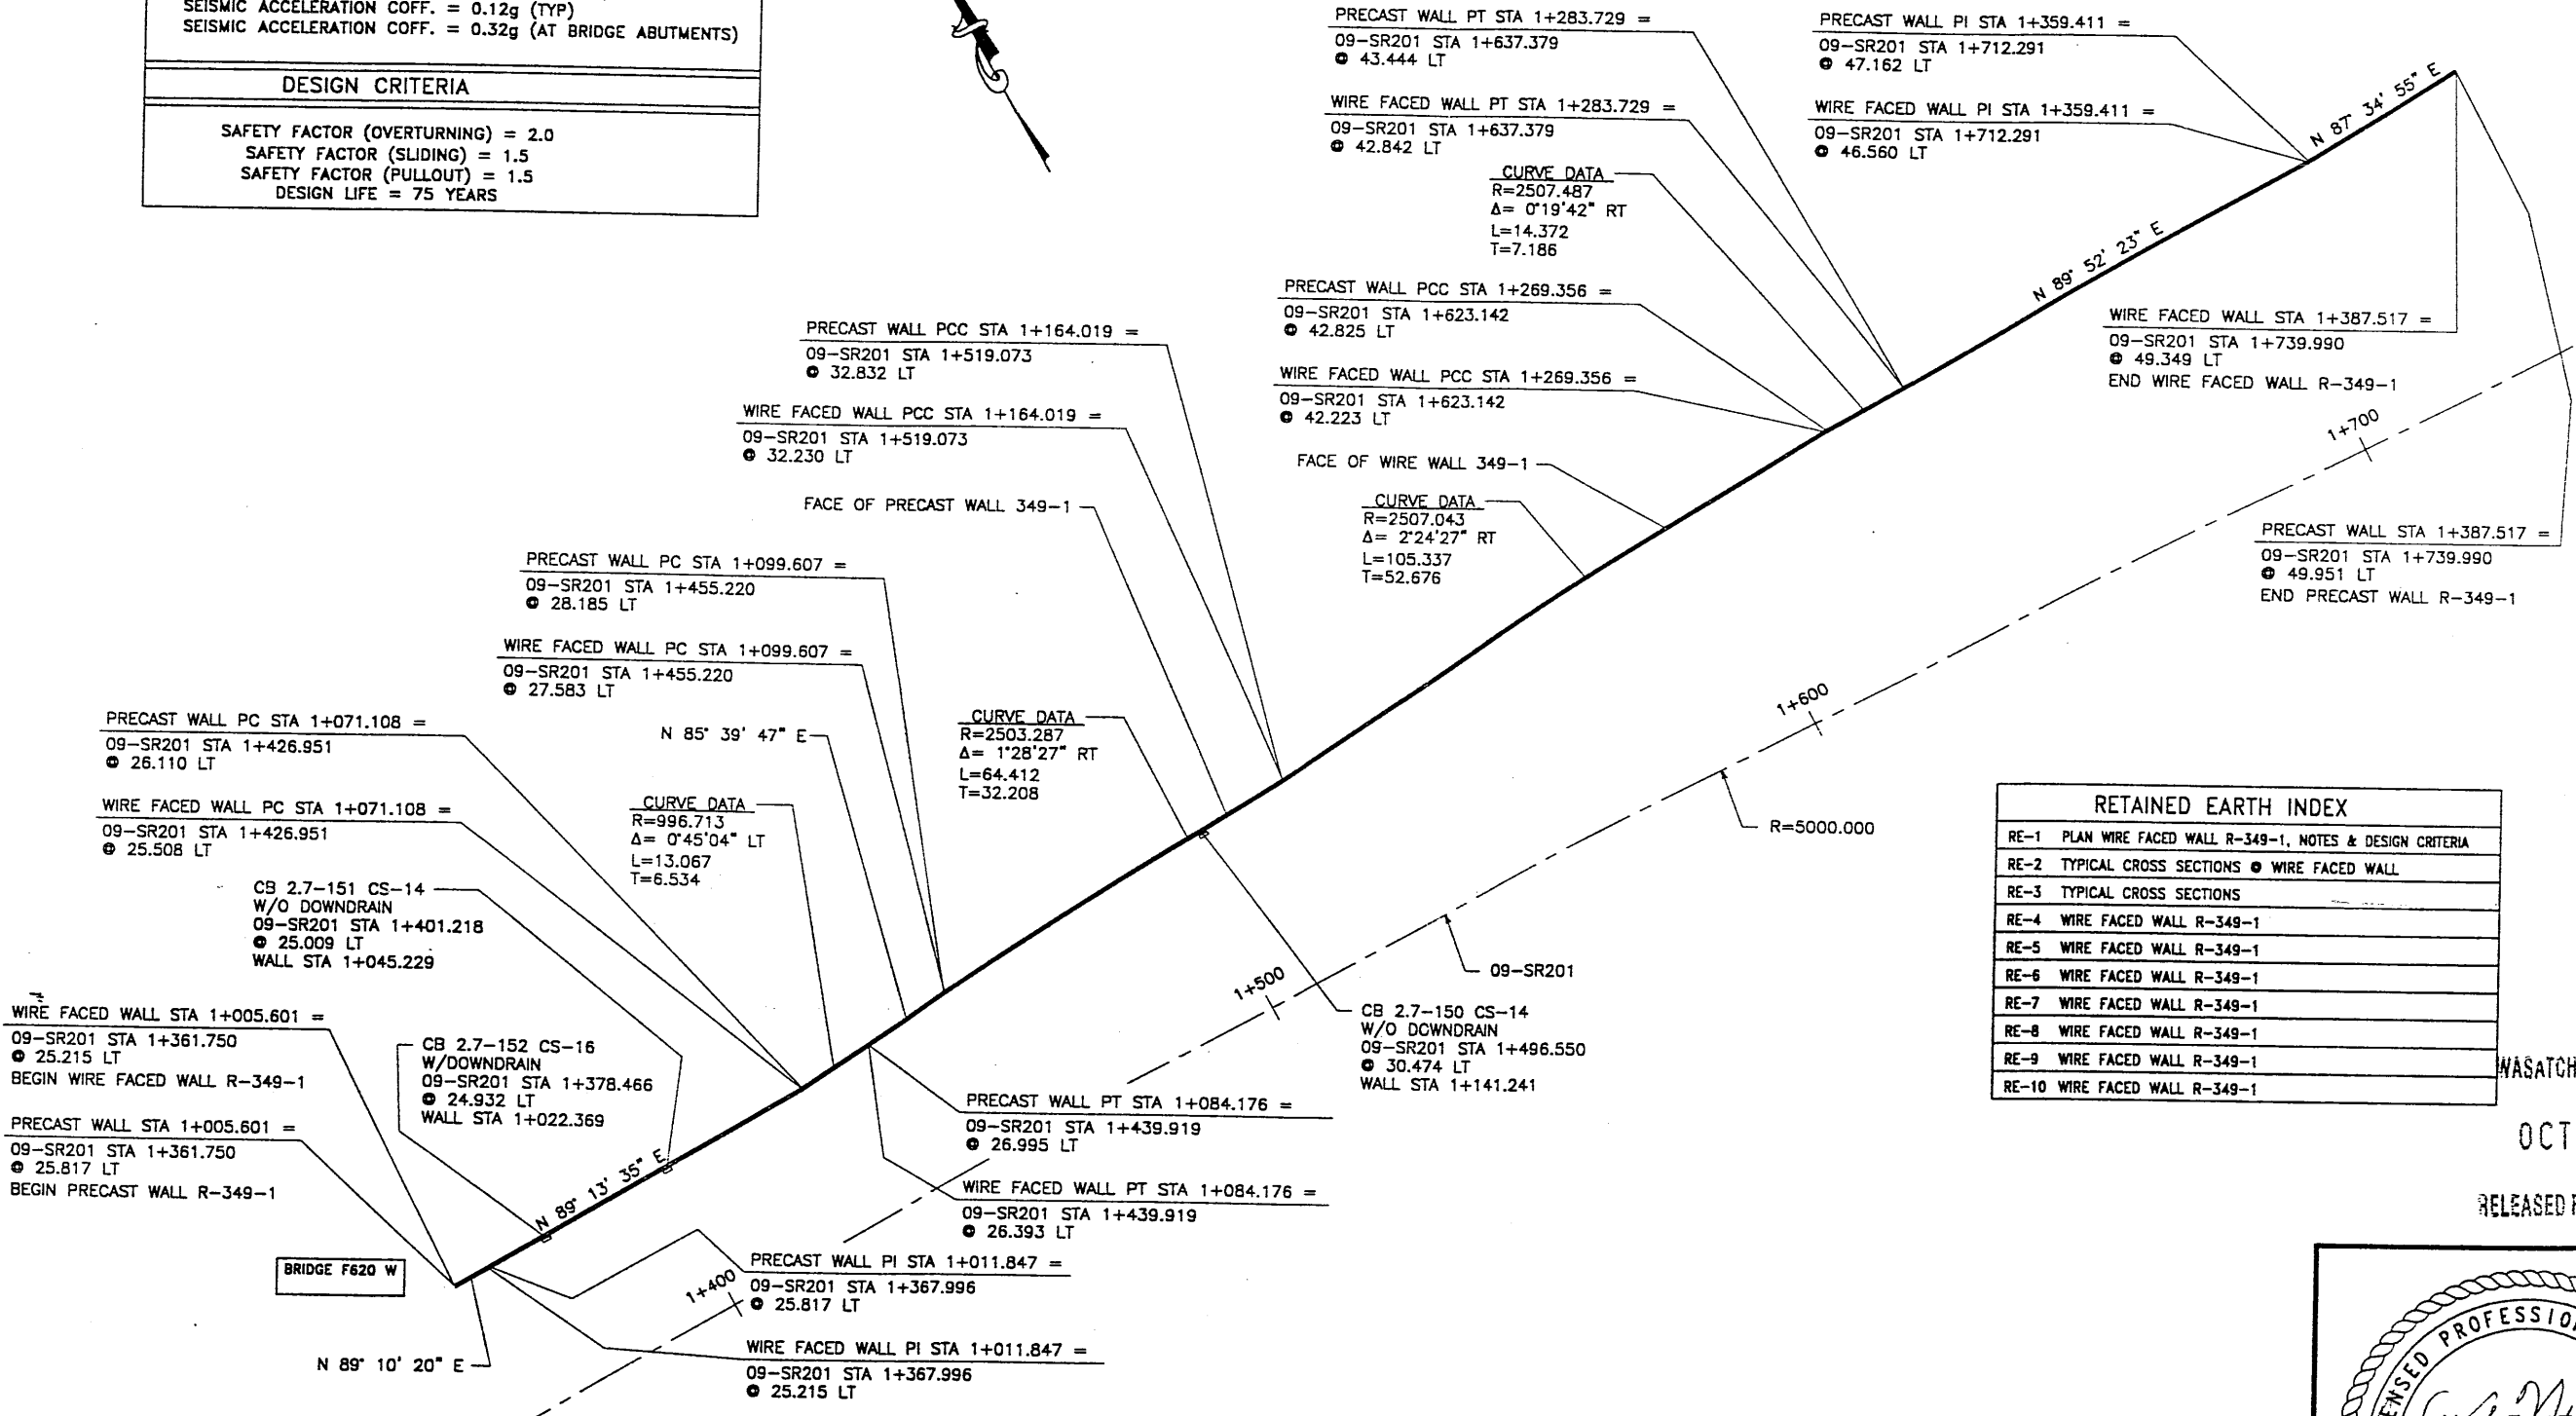 SEISMIC ACCELERATION COFF. = 0.12g (TYP)
SEISMIC ACCELERATION COFF. = 0.32g (AT BRIDGE ABUTMENTS)
DESIGN CRITERIA
SAFETY FACTOR (OVERTURNING) = 2.0
SAFETY FACTOR (SLIDING) = 1.5
SAFETY FACTOR (PULLOUT) = 1.5
DESIGN LIFE = 75 YEARS
PRECAST WALL PT STA 1+283.729 =
09-SR201 STA 1+637.379
@ 43.444 LT
WIRE FACED WALL PT STA 1+283.729 =
09-SR201 STA 1+637.379
@ 42.842 LT
CURVE DATA
R=2507.487
Δ= 0°19'42" RT
L=14.372
T=7.186
PRECAST WALL PI STA 1+359.411 =
09-SR201 STA 1+712.291
@ 47.162 LT
WIRE FACED WALL PI STA 1+359.411 =
09-SR201 STA 1+712.291
@ 46.560 LT
N 87° 34' 55" E
N 89° 52' 23" E
PRECAST WALL PCC STA 1+269.356 =
09-SR201 STA 1+623.142
@ 42.825 LT
WIRE FACED WALL PCC STA 1+269.356 =
09-SR201 STA 1+623.142
@ 42.223 LT
FACE OF WIRE WALL 349-1
CURVE DATA
R=2507.043
Δ= 2°24'27" RT
L=105.337
T=52.676
WIRE FACED WALL STA 1+387.517 =
09-SR201 STA 1+739.990
@ 49.349 LT
END WIRE FACED WALL R-349-1
1+700
PRECAST WALL STA 1+387.517 =
09-SR201 STA 1+739.990
@ 49.951 LT
END PRECAST WALL R-349-1
PRECAST WALL PCC STA 1+164.019 =
09-SR201 STA 1+519.073
@ 32.832 LT
WIRE FACED WALL PCC STA 1+164.019 =
09-SR201 STA 1+519.073
@ 32.230 LT
FACE OF PRECAST WALL 349-1
PRECAST WALL PC STA 1+099.607 =
09-SR201 STA 1+455.220
@ 28.185 LT
WIRE FACED WALL PC STA 1+099.607 =
09-SR201 STA 1+455.220
@ 27.583 LT
N 85° 39' 47" E
CURVE DATA
R=2503.287
Δ= 1°28'27" RT
L=64.412
T=32.208
1+600
R=5000.000
PRECAST WALL PC STA 1+071.108 =
09-SR201 STA 1+426.951
@ 26.110 LT
WIRE FACED WALL PC STA 1+071.108 =
09-SR201 STA 1+426.951
@ 25.508 LT
CURVE DATA
R=996.713
Δ= 0°45'04" LT
L=13.067
T=6.534
CB 2.7-151 CS-14
W/O DOWNDRAIN
09-SR201 STA 1+401.218
@ 25.009 LT
WALL STA 1+045.229
1+500
09-SR201
CB 2.7-150 CS-14
W/O DOWNDRAIN
09-SR201 STA 1+496.550
@ 30.474 LT
WALL STA 1+141.241
RETAINED EARTH INDEX
RE-1 PLAN WIRE FACED WALL R-349-1, NOTES & DESIGN CRITERIA
RE-2 TYPICAL CROSS SECTIONS @ WIRE FACED WALL
RE-3 TYPICAL CROSS SECTIONS
RE-4 WIRE FACED WALL R-349-1
RE-5 WIRE FACED WALL R-349-1
RE-6 WIRE FACED WALL R-349-1
RE-7 WIRE FACED WALL R-349-1
RE-8 WIRE FACED WALL R-349-1
RE-9 WIRE FACED WALL R-349-1
RE-10 WIRE FACED WALL R-349-1
WIRE FACED WALL STA 1+005.601 =
09-SR201 STA 1+361.750
@ 25.215 LT
BEGIN WIRE FACED WALL R-349-1
PRECAST WALL STA 1+005.601 =
09-SR201 STA 1+361.750
@ 25.817 LT
BEGIN PRECAST WALL R-349-1
CB 2.7-152 CS-16
W/DOWNDRAIN
09-SR201 STA 1+378.466
@ 24.932 LT
WALL STA 1+022.369
N 89° 13' 35" E
PRECAST WALL PT STA 1+084.176 =
09-SR201 STA 1+439.919
@ 26.995 LT
WIRE FACED WALL PT STA 1+084.176 =
09-SR201 STA 1+439.919
@ 26.393 LT
BRIDGE F620 W
PRECAST WALL PI STA 1+011.847 =
09-SR201 STA 1+367.996
@ 25.817 LT
1+400
WIRE FACED WALL PI STA 1+011.847 =
09-SR201 STA 1+367.996
@ 25.215 LT
N 89° 10' 20" E
WASATCH
OCT
RELEASED F
ENSED PROFESSIO